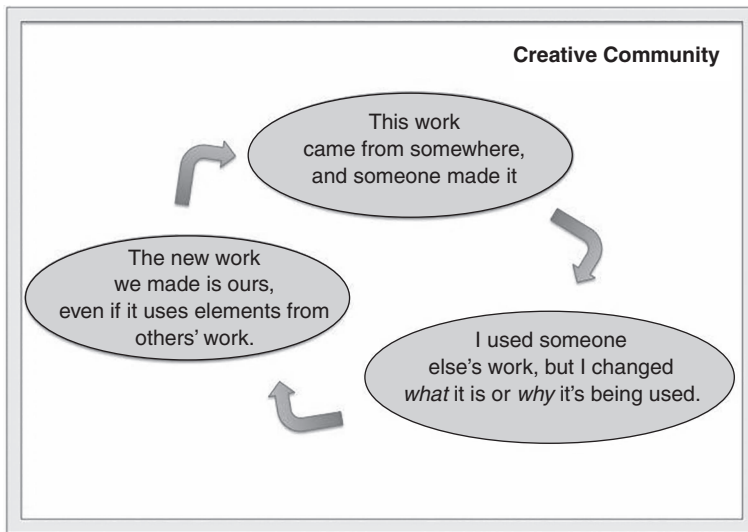 Creative Community
This work
came from somewhere,
and someone made it
The new work
we made is ours,
even if it uses elements from
others’ work.
I used someone
else’s work, but I changed
what it is or why it’s being used.